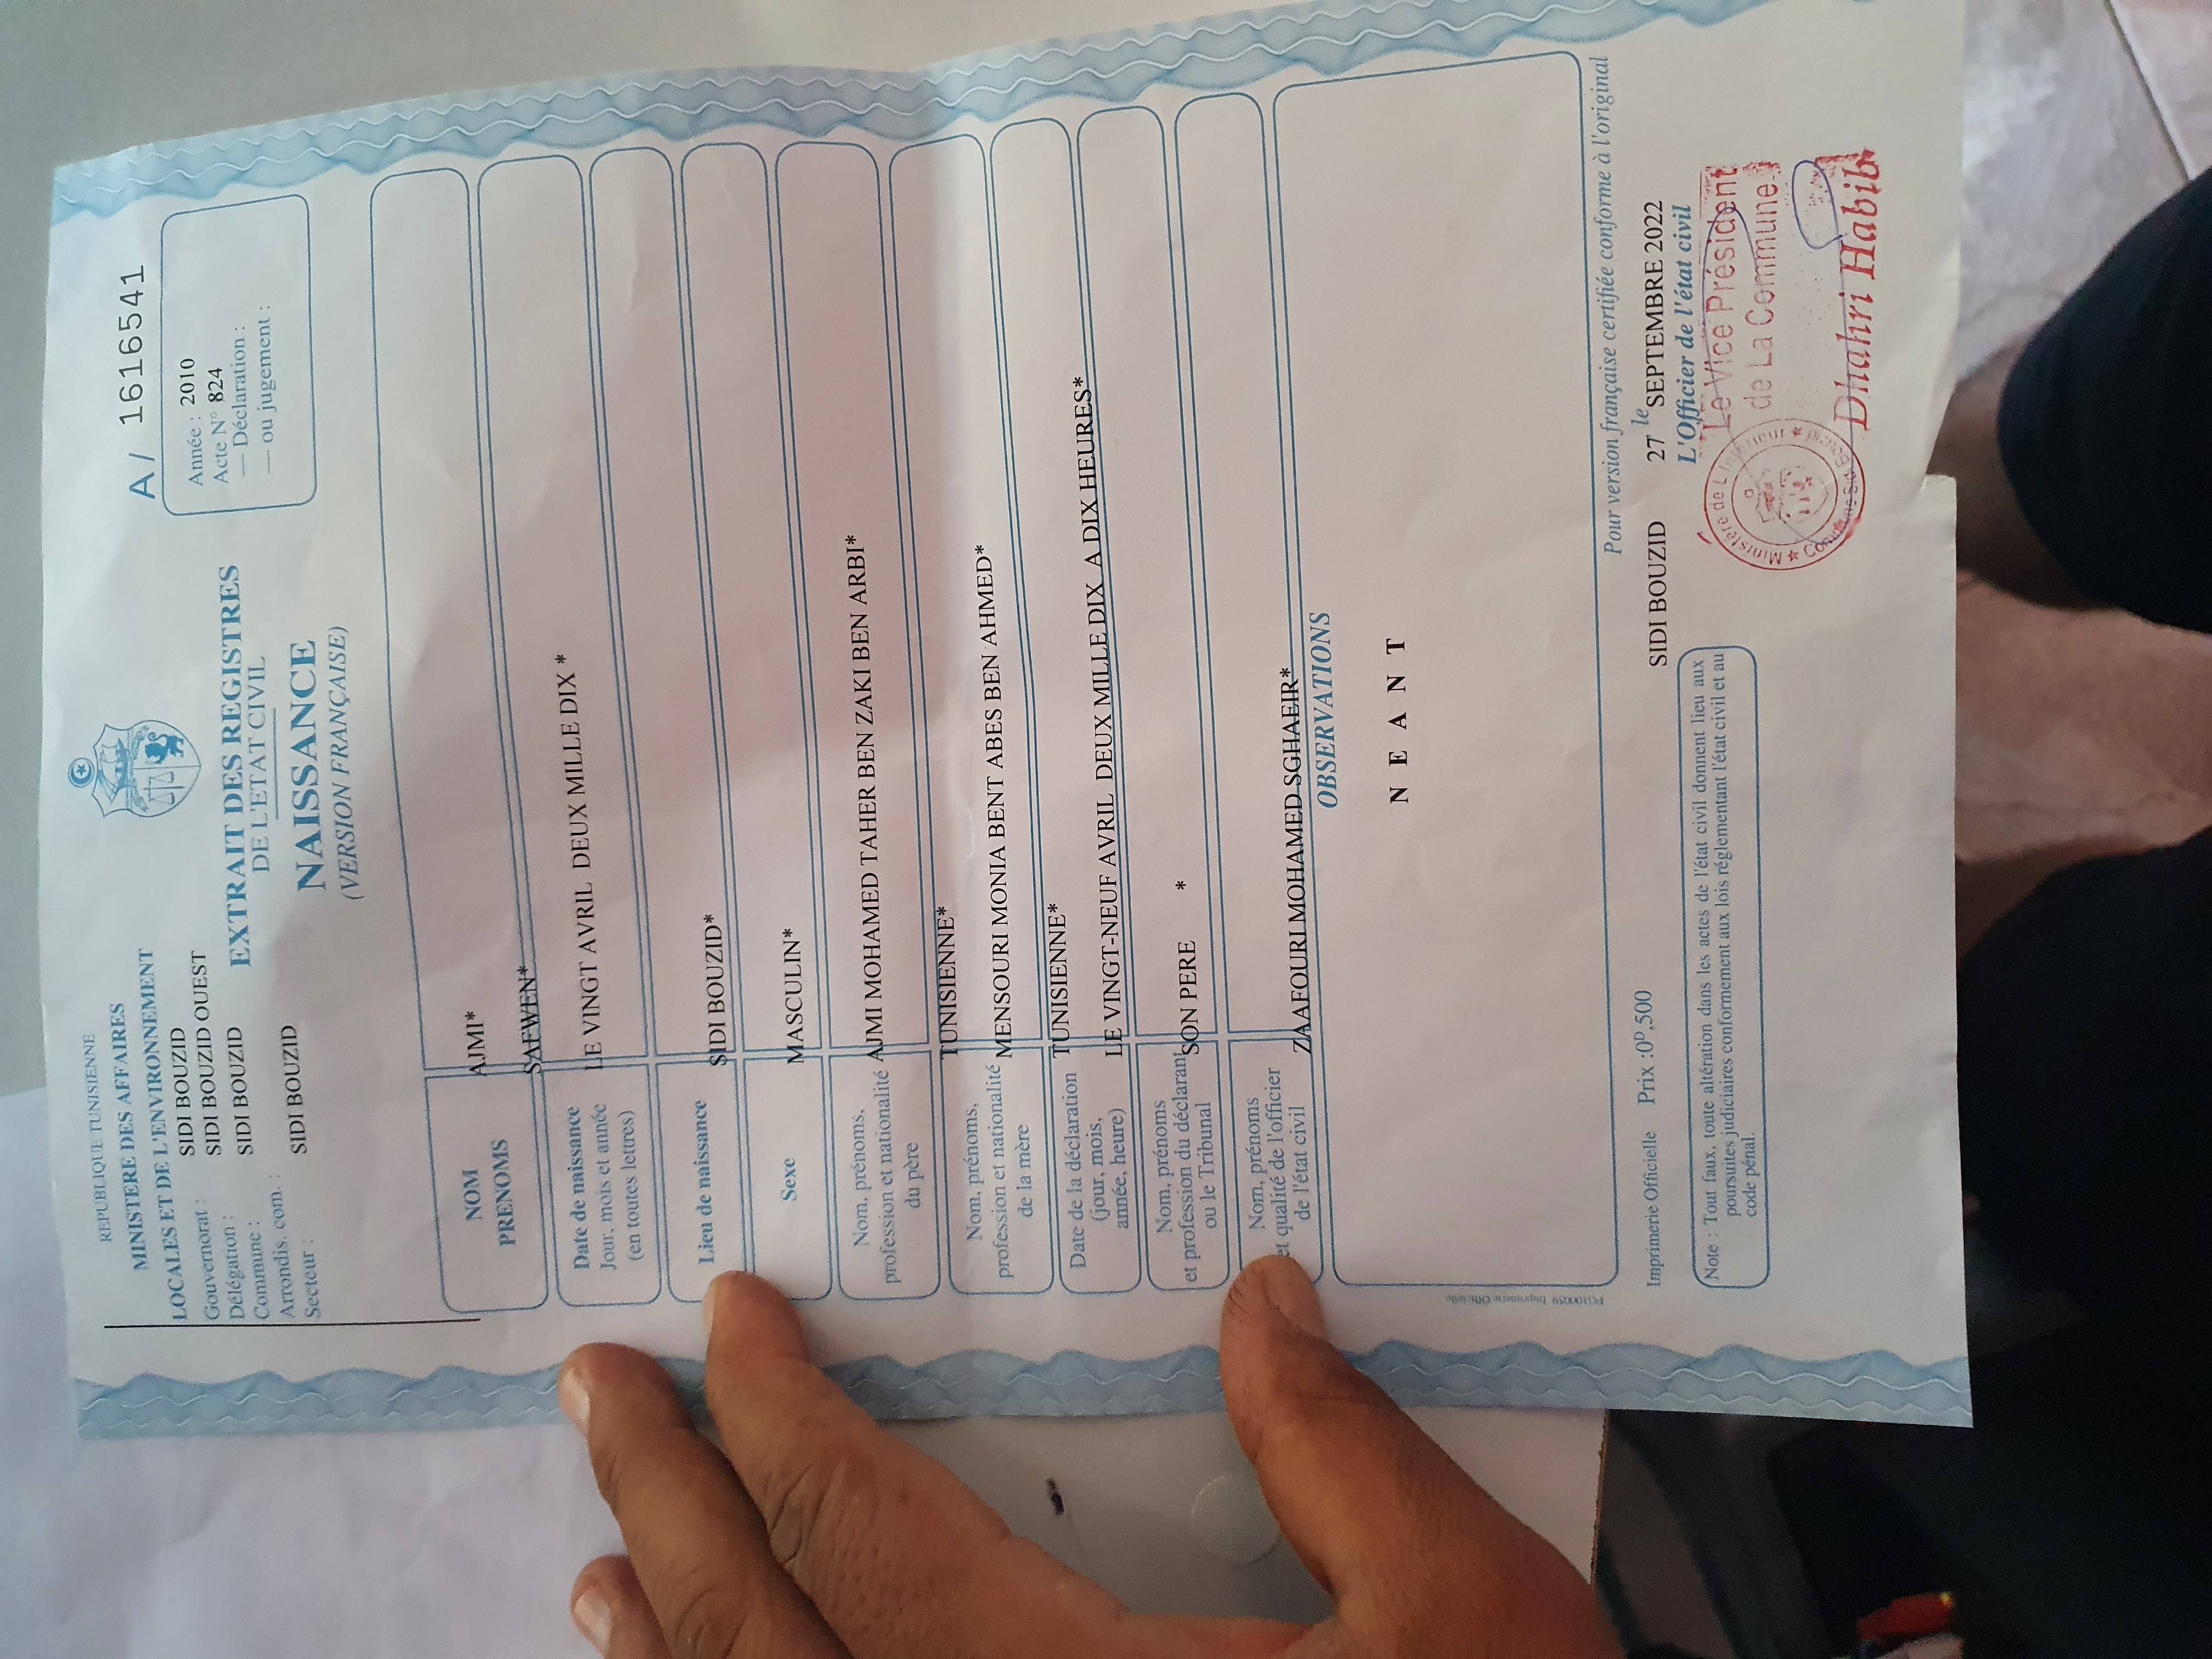 REPUBLIQUE TUNISIENNE
MINISTERE DES AFFAIRES
LOCALES ET DE L'ENVIRONNEMENT
Gouvernorat : SIDI BOUZID
Délégation : SIDI BOUZID OUEST
Commune : SIDI BOUZID
Arrondis. com. :
Secteur : SIDI BOUZID
A/ 1616541
Année : 2010
Acte N° 824
— Déclaration :
— ou jugement :
EXTRAIT DES REGISTRES
DE L'ETAT CIVIL
NAISSANCE
(VERSION FRANÇAISE)
NOM AJMI*
PRENOMS SAFWEN*
Date de naissance
Jour, mois et année
(en toutes lettres)
LE VINGT AVRIL DEUX MILLE DIX *
Lieu de naissance SIDI BOUZID*
Sexe MASCULIN*
Nom, prénoms,
profession et nationalité
du père
AJMI MOHAMED TAHER BEN ZAKI BEN ARBI*
TUNISIENNE*
Nom, prénoms,
profession et nationalité
de la mère
MENSOURI MONIA BENT ABES BEN AHMED*
TUNISIENNE*
Date de la déclaration
(jour, mois,
année, heure)
LE VINGT-NEUF AVRIL DEUX MILLE DIX A DIX HEURES*
Nom, prénoms
et profession du déclarant
ou le Tribunal
SON PERE *
Nom, prénoms
et qualité de l'officier
de l'état civil
ZAAFOURI MOHAMED SGHAEIR*
OBSERVATIONS
N E A N T
FG100059 Imprimerie Officielle
Pour version française certifiée conforme à l'original
Imprimerie Officielle Prix :0D,500
SIDI BOUZID 27 le SEPTEMBRE 2022
L'Officier de l'état civil
Le Vice Président
de La Commune
Dhahri Habib
Ministère de L'Intérieur
Commune Sidi Bouzid
Note : Tout faux, toute altération dans les actes de l'état civil donnent lieu aux
poursuites judiciaires conformement aux lois réglementant l'état civil et au
code pénal.